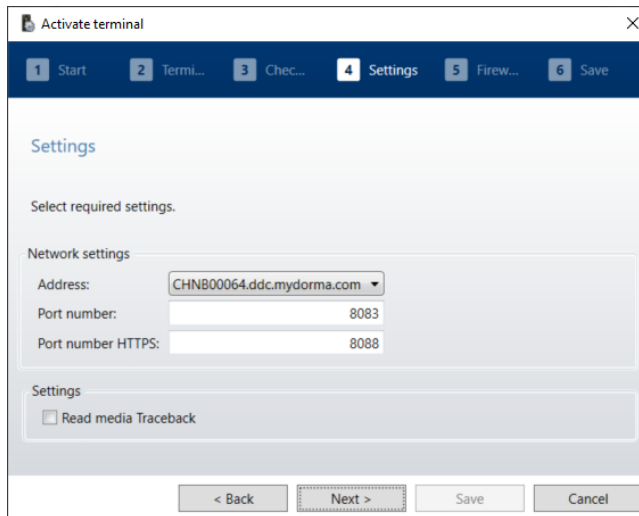 Activate terminal
1 Start 2 Termi... 3 Chec... 4 Settings 5 Firew... 6 Save
Settings
Select required settings.
Network settings
Address: CHNB00064.ddc.mydorma.com
Port number: 8083
Port number HTTPS: 8088
Settings
Read media Traceback
< Back Next > Save Cancel